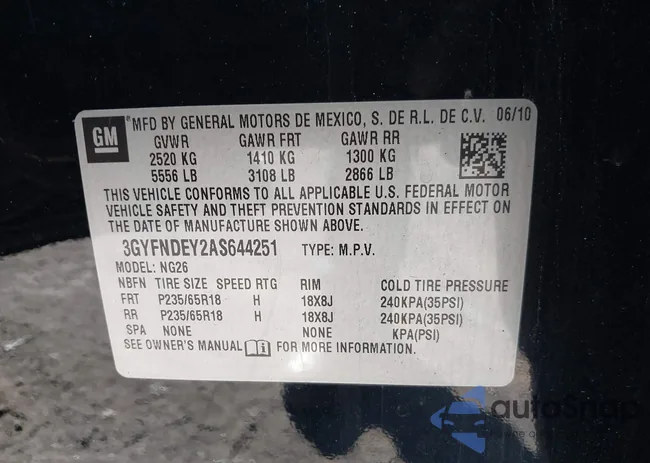 GM ®MFD BY GENERAL MOTORS DE MEXICO, S. DE R.L. DE C.V. 06/10
GVWR GAWR FRT GAWR RR
2520 KG 1410 KG 1300 KG
5556 LB 3108 LB 2866 LB
THIS VEHICLE CONFORMS TO ALL APPLICABLE U.S. FEDERAL MOTOR
VEHICLE SAFETY AND THEFT PREVENTION STANDARDS IN EFFECT ON
THE DATE OF MANUFACTURE SHOWN ABOVE.
3GYFNDEY2AS644251 TYPE: M.P.V.
MODEL: NG26
NBFN TIRE SIZE SPEED RTG RIM COLD TIRE PRESSURE
FRT P235/65R18 H 18X8J 240KPA(35PSI)
RR P235/65R18 H 18X8J 240KPA(35PSI)
SPA NONE NONE KPA(PSI)
SEE OWNER'S MANUAL FOR MORE INFORMATION.
autoSnap